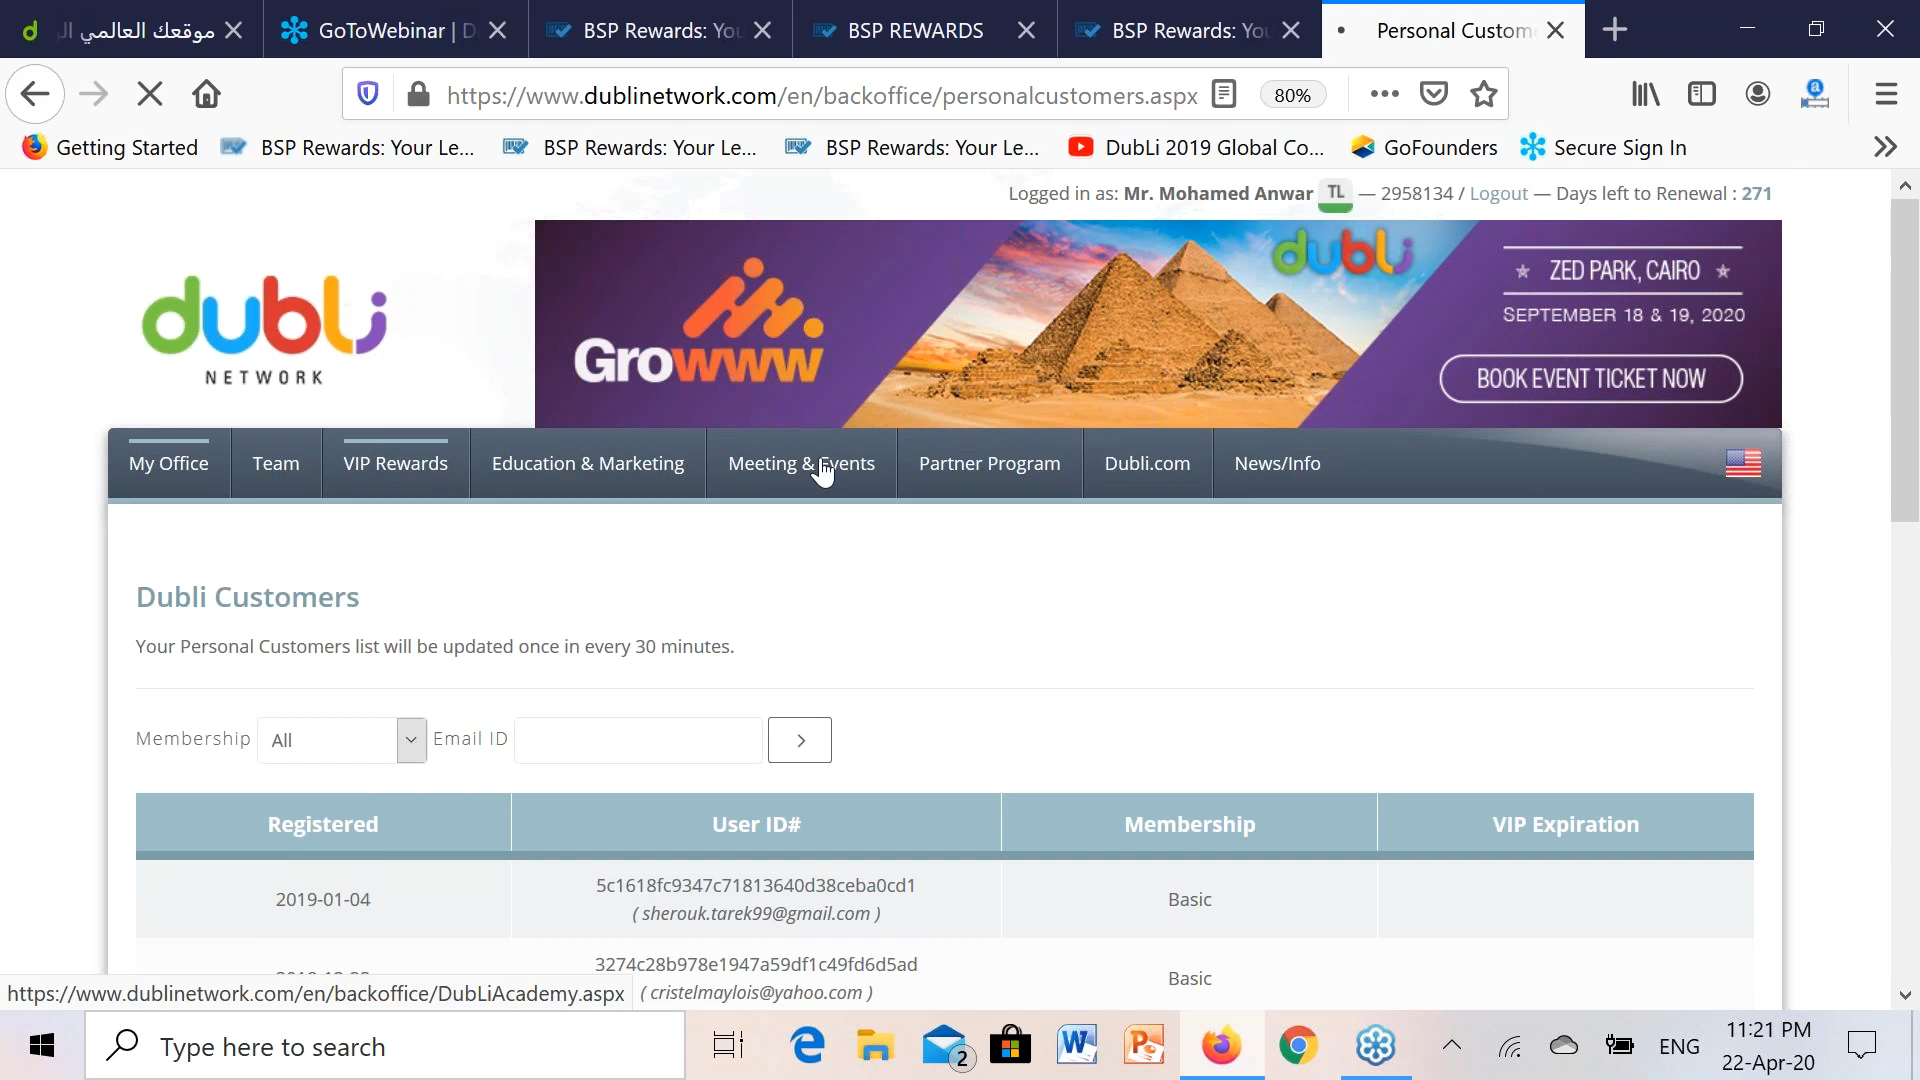 موقعك العالمي ال
GoToWebinar | D
BSP Rewards: You
BSP REWARDS
BSP Rewards: You
Personal Custom
https://www.dublinetwork.com/en/backoffice/personalcustomers.aspx
80%
Getting Started
BSP Rewards: Your Le...
BSP Rewards: Your Le...
BSP Rewards: Your Le...
DubLi 2019 Global Co...
GoFounders
Secure Sign In
Logged in as: Mr. Mohamed Anwar TL — 2958134 / Logout — Days left to Renewal : 271
dubli
NETWORK
Growww
dubli
ZED PARK, CAIRO
SEPTEMBER 18 & 19, 2020
BOOK EVENT TICKET NOW
My Office
Team
VIP Rewards
Education & Marketing
Meeting & Events
Partner Program
Dubli.com
News/Info
Dubli Customers
Your Personal Customers list will be updated once in every 30 minutes.
Membership All Email ID
Registered User ID# Membership VIP Expiration
5c1618fc9347c71813640d38ceba0cd1
2019-01-04 Basic
( sherouk.tarek99@gmail.com )
3274c28b978e1947a59df1c49fd6d5ad
Basic
( cristelmaylois@yahoo.com )
https://www.dublinetwork.com/en/backoffice/DubLiAcademy.aspx
Type here to search
2
ENG
11:21 PM
22-Apr-20